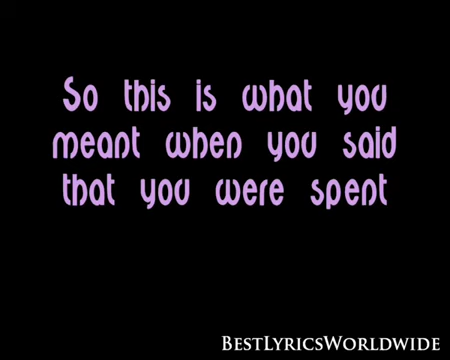 So this is what you
meant when you said
that you were spent
BESTLYRICSWORLDWIDE